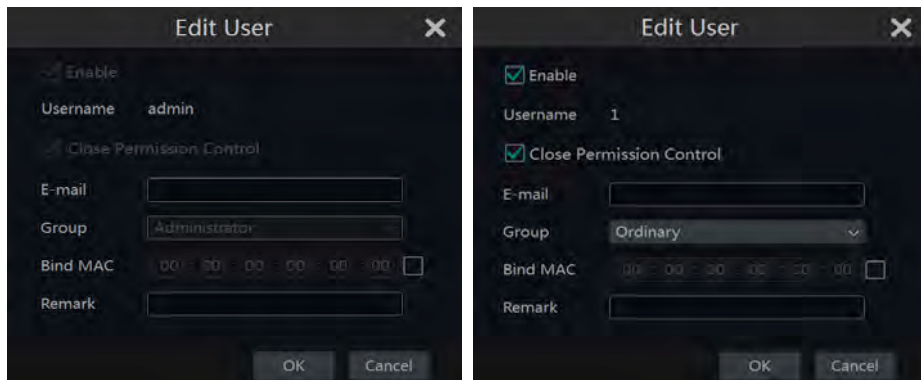 Edit User
Enable
Username admin
Close Permission Control
E-mail
Group Administrator
Bind MAC 00 - 00 - 00 - 00 - 00 - 00
Remark
OK Cancel
Edit User
Enable
Username 1
Close Permission Control
E-mail
Group Ordinary
Bind MAC 00 - 00 - 00 - 00 - 00 - 00
Remark
OK Cancel